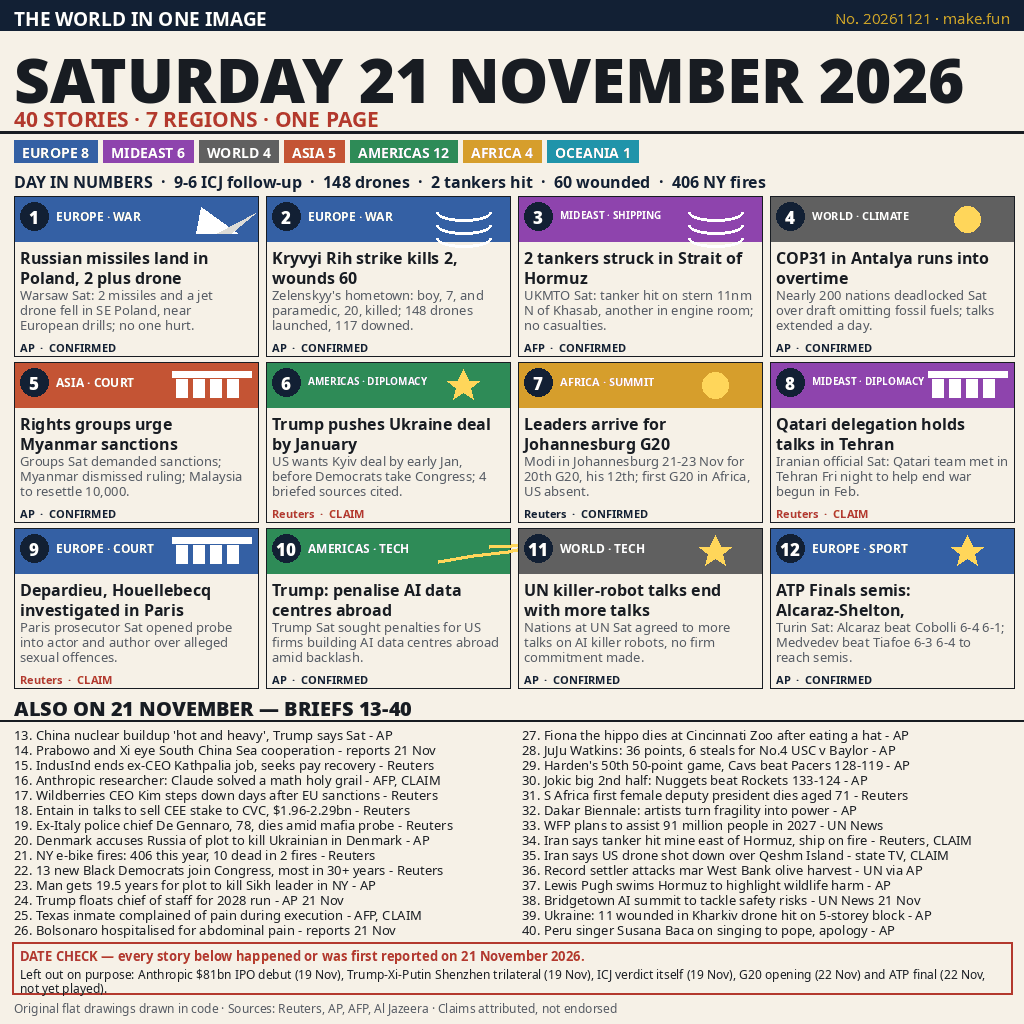 THE WORLD IN ONE IMAGE
No. 20261121 · make.fun
SATURDAY 21 NOVEMBER 2026
40 STORIES · 7 REGIONS · ONE PAGE
EUROPE 8
MIDEAST 6
WORLD 4
ASIA 5
AMERICAS 12
AFRICA 4
OCEANIA 1
DAY IN NUMBERS · 9-6 ICJ follow-up · 148 drones · 2 tankers hit · 60 wounded · 406 NY fires
1 EUROPE · WAR
Russian missiles land in
Poland, 2 plus drone
Warsaw Sat: 2 missiles and a jet
drone fell in SE Poland, near
European drills; no one hurt.
AP · CONFIRMED
2 EUROPE · WAR
Kryvyi Rih strike kills 2,
wounds 60
Zelenskyy's hometown: boy, 7, and
paramedic, 20, killed; 148 drones
launched, 117 downed.
AP · CONFIRMED
3 MIDEAST · SHIPPING
2 tankers struck in Strait of
Hormuz
UKMTO Sat: tanker hit on stern 11nm
N of Khasab, another in engine room;
no casualties.
AFP · CONFIRMED
4 WORLD · CLIMATE
COP31 in Antalya runs into
overtime
Nearly 200 nations deadlocked Sat
over draft omitting fossil fuels; talks
extended a day.
AP · CONFIRMED
5 ASIA · COURT
Rights groups urge
Myanmar sanctions
Groups Sat demanded sanctions;
Myanmar dismissed ruling; Malaysia
to resettle 10,000.
AP · CONFIRMED
6 AMERICAS · DIPLOMACY
Trump pushes Ukraine deal
by January
US wants Kyiv deal by early Jan,
before Democrats take Congress; 4
briefed sources cited.
Reuters · CLAIM
7 AFRICA · SUMMIT
Leaders arrive for
Johannesburg G20
Modi in Johannesburg 21-23 Nov for
20th G20, his 12th; first G20 in Africa,
US absent.
Reuters · CONFIRMED
8 MIDEAST · DIPLOMACY
Qatari delegation holds
talks in Tehran
Iranian official Sat: Qatari team met in
Tehran Fri night to help end war
begun in Feb.
Reuters · CLAIM
9 EUROPE · COURT
Depardieu, Houellebecq
investigated in Paris
Paris prosecutor Sat opened probe
into actor and author over alleged
sexual offences.
Reuters · CLAIM
10 AMERICAS · TECH
Trump: penalise AI data
centres abroad
Trump Sat sought penalties for US
firms building AI data centres abroad
amid backlash.
AP · CONFIRMED
11 WORLD · TECH
UN killer-robot talks end
with more talks
Nations at UN Sat agreed to more
talks on AI killer robots, no firm
commitment made.
AP · CONFIRMED
12 EUROPE · SPORT
ATP Finals semis:
Alcaraz-Shelton,
Turin Sat: Alcaraz beat Cobolli 6-4 6-1;
Medvedev beat Tiafoe 6-3 6-4 to
reach semis.
AP · CONFIRMED
ALSO ON 21 NOVEMBER — BRIEFS 13-40
13. China nuclear buildup 'hot and heavy', Trump says Sat - AP
14. Prabowo and Xi eye South China Sea cooperation - reports 21 Nov
15. IndusInd ends ex-CEO Kathpalia job, seeks pay recovery - Reuters
16. Anthropic researcher: Claude solved a math holy grail - AFP, CLAIM
17. Wildberries CEO Kim steps down days after EU sanctions - Reuters
18. Entain in talks to sell CEE stake to CVC, $1.96-2.29bn - Reuters
19. Ex-Italy police chief De Gennaro, 78, dies amid mafia probe - Reuters
20. Denmark accuses Russia of plot to kill Ukrainian in Denmark - AP
21. NY e-bike fires: 406 this year, 10 dead in 2 fires - Reuters
22. 13 new Black Democrats join Congress, most in 30+ years - Reuters
23. Man gets 19.5 years for plot to kill Sikh leader in NY - AP
24. Trump floats chief of staff for 2028 run - AP 21 Nov
25. Texas inmate complained of pain during execution - AFP, CLAIM
26. Bolsonaro hospitalised for abdominal pain - reports 21 Nov
27. Fiona the hippo dies at Cincinnati Zoo after eating a hat - AP
28. JuJu Watkins: 36 points, 6 steals for No.4 USC v Baylor - AP
29. Harden's 50th 50-point game, Cavs beat Pacers 128-119 - AP
30. Jokic big 2nd half: Nuggets beat Rockets 133-124 - AP
31. S Africa first female deputy president dies aged 71 - Reuters
32. Dakar Biennale: artists turn fragility into power - AP
33. WFP plans to assist 91 million people in 2027 - UN News
34. Iran says tanker hit mine east of Hormuz, ship on fire - Reuters, CLAIM
35. Iran says US drone shot down over Qeshm Island - state TV, CLAIM
36. Record settler attacks mar West Bank olive harvest - UN via AP
37. Lewis Pugh swims Hormuz to highlight wildlife harm - AP
38. Bridgetown AI summit to tackle safety risks - UN News 21 Nov
39. Ukraine: 11 wounded in Kharkiv drone hit on 5-storey block - AP
40. Peru singer Susana Baca on singing to pope, apology - AP
DATE CHECK — every story below happened or was first reported on 21 November 2026.
Left out on purpose: Anthropic $81bn IPO debut (19 Nov), Trump-Xi-Putin Shenzhen trilateral (19 Nov), ICJ verdict itself (19 Nov), G20 opening (22 Nov) and ATP final (22 Nov,
not yet played).
Original flat drawings drawn in code · Sources: Reuters, AP, AFP, Al Jazeera · Claims attributed, not endorsed